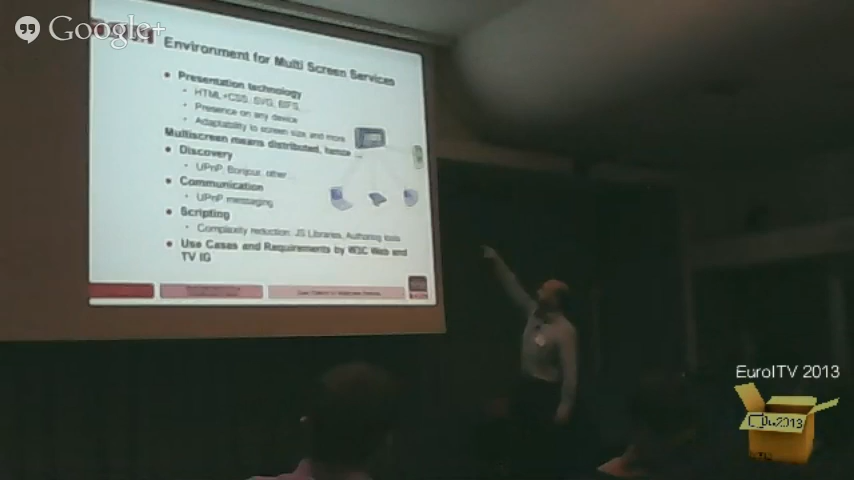 Google+
Environment for Multi Screen Services
Presentation technology
HTML+CSS, SVG, BIFS, ...
Presence on any device
Adaptability to screen size and more
Multiscreen means distributed, hence ...
Discovery
UPnP, Bonjour, other ...
Communication
UPnP messaging
Scripting
Complexity reduction: JS Libraries, Authoring tools
Use Cases and Requirements by W3C Web and
TV IG
EuroITV 2013
2013